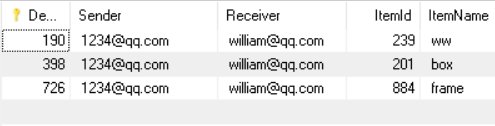 De... Sender Receiver ItemId ItemName
190 1234@qq.com william@qq.com 239 ww
398 1234@qq.com william@qq.com 201 box
726 1234@qq.com william@qq.com 884 frame